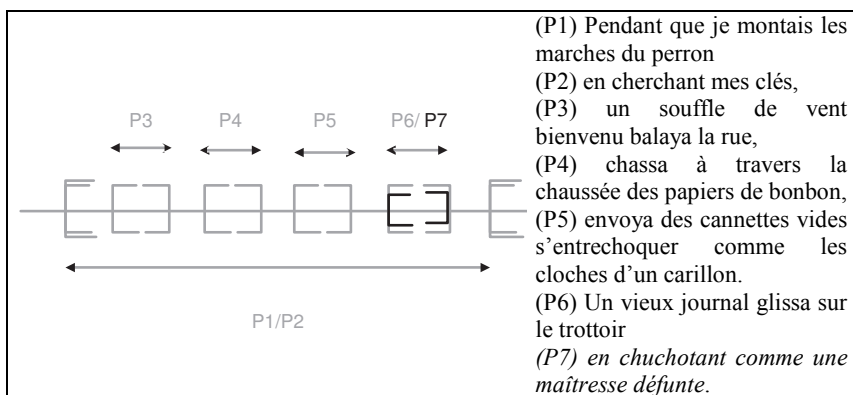 P3
P4
P5
P6/ P7
P1/P2
(P1) Pendant que je montais les
marches du perron
(P2) en cherchant mes clés,
(P3) un souffle de vent
bienvenu balaya la rue,
(P4) chassa à travers la
chaussée des papiers de bonbon,
(P5) envoya des cannettes vides
s’entrechoquer comme les
cloches d’un carillon.
(P6) Un vieux journal glissa sur
le trottoir
(P7) en chuchotant comme une
maîtresse défunte.